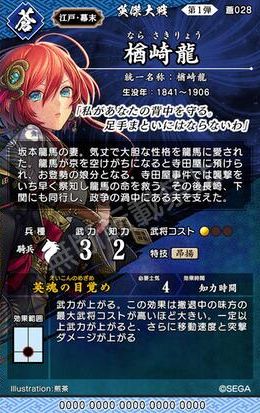 蒼
江戸・幕末
英傑大戦
第1弾
蒼028
なら さきりょう
楢崎龍
統一名称：楢崎龍
生没年：1841～1906
「私があなたの背中を守る。
足手まといにはならないわ」
坂本龍馬の妻。気丈で大胆な性格を龍馬に愛され
た。龍馬が京を空けがちになると寺田屋に預けら
れ、お登勢の娘分となる。寺田屋事件では襲撃を
いち早く察知し龍馬の命を救う。その後長崎、下
関にも同行し、政争の渦中にある夫を支えた。
兵種
騎兵
武力
3
知力
2
武将コスト
特技
昂揚
えいこんのめざめ
英魂の目覚め
必要士気
4
効果時間
知力時間
効果範囲
武力が上がる。この効果は撤退中の味方の
最大武将コストが高いほど大きい。一定以
上武力が上がると、さらに移動速度と突撃
ダメージが上がる
Illustration:煎茶
©SEGA
0000-0000-0000-0000-0000